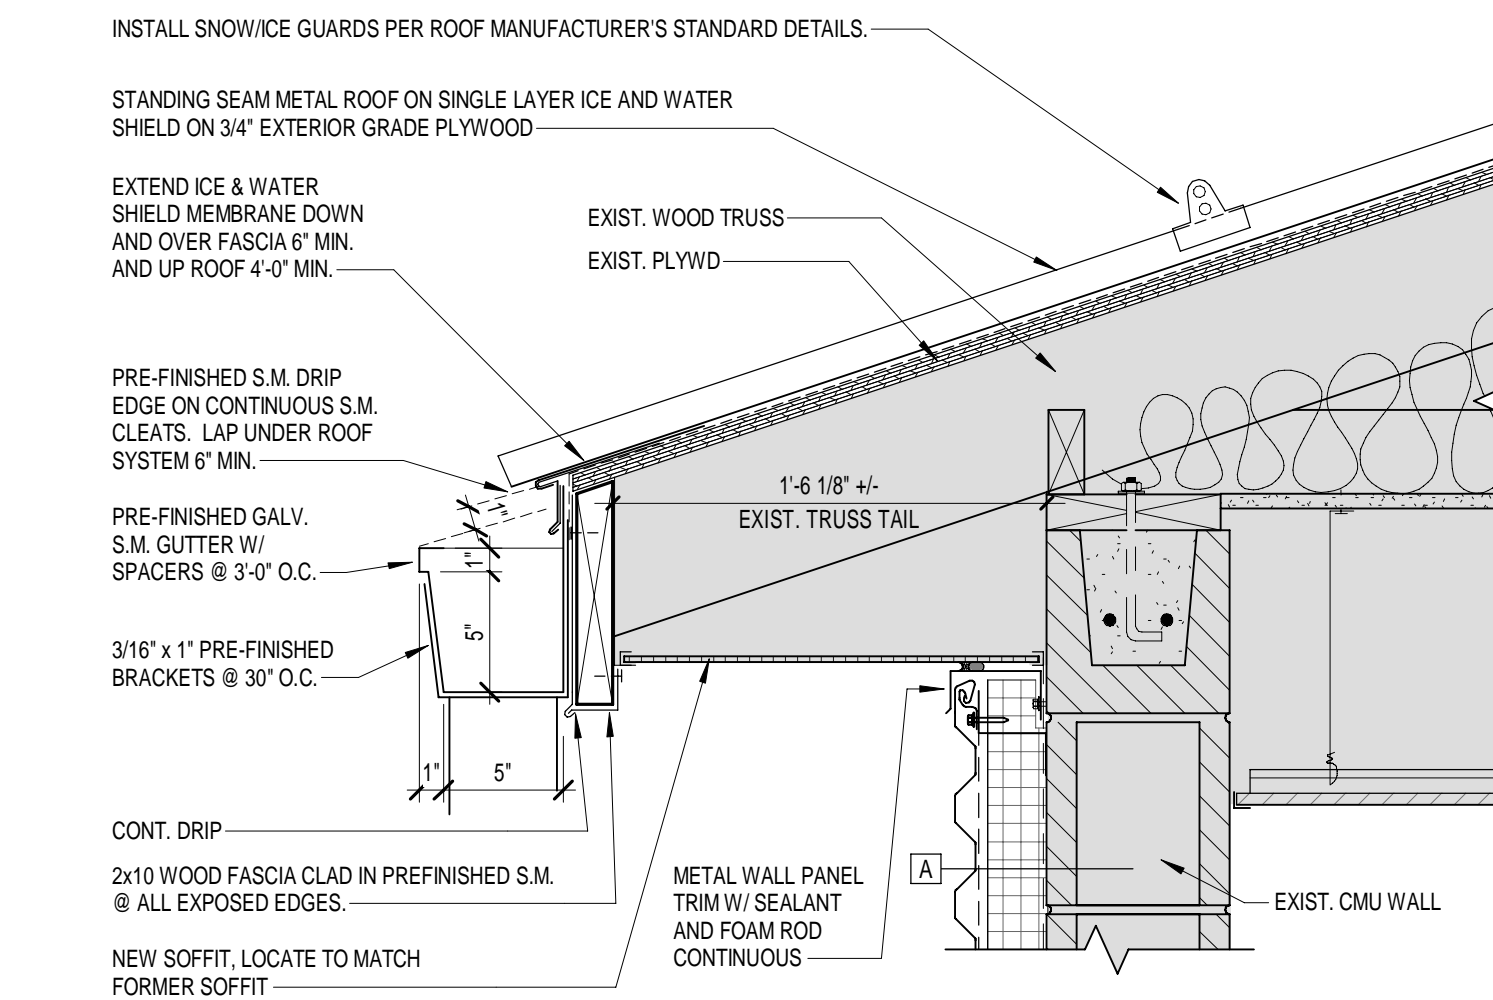 INSTALL SNOW/ICE GUARDS PER ROOF MANUFACTURER'S STANDARD DETAILS.
STANDING SEAM METAL ROOF ON SINGLE LAYER ICE AND WATER
SHIELD ON 3/4" EXTERIOR GRADE PLYWOOD
EXTEND ICE & WATER
SHIELD MEMBRANE DOWN
AND OVER FASCIA 6" MIN.
AND UP ROOF 4'-0" MIN.
EXIST. WOOD TRUSS
EXIST. PLYWD
PRE-FINISHED S.M. DRIP
EDGE ON CONTINUOUS S.M.
CLEATS. LAP UNDER ROOF
SYSTEM 6" MIN.
PRE-FINISHED GALV.
S.M. GUTTER W/
SPACERS @ 3'-0" O.C.
3/16" x 1" PRE-FINISHED
BRACKETS @ 30" O.C.
1"
1"
5"
1"
5"
1'-6 1/8" +/-
EXIST. TRUSS TAIL
CONT. DRIP
2x10 WOOD FASCIA CLAD IN PREFINISHED S.M.
@ ALL EXPOSED EDGES.
NEW SOFFIT, LOCATE TO MATCH
FORMER SOFFIT
METAL WALL PANEL
TRIM W/ SEALANT
AND FOAM ROD
CONTINUOUS
A
EXIST. CMU WALL